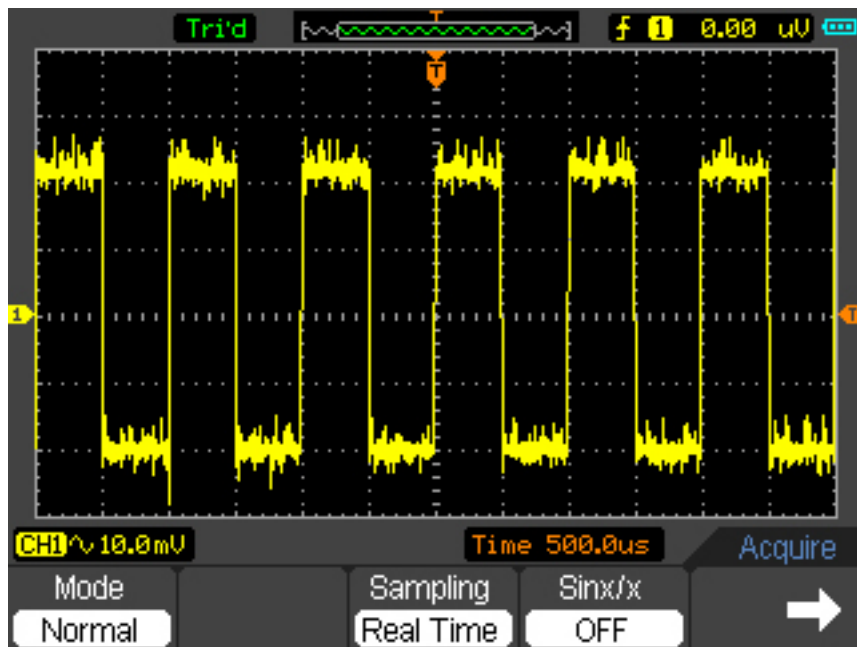 T
Tri'd 1 0.00 uV
T
1 T
CH1 10.0mV Time 500.0us Acquire
Mode Sampling Sinx/x
Normal Real Time OFF